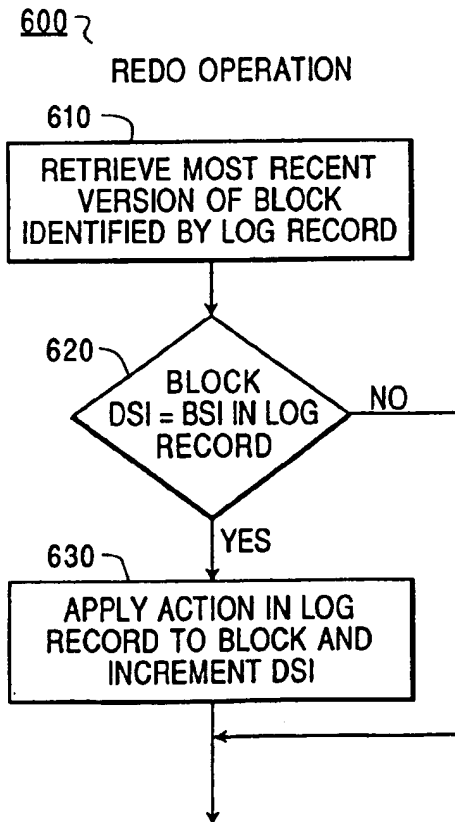 600
REDO OPERATION
610
RETRIEVE MOST RECENT
VERSION OF BLOCK
IDENTIFIED BY LOG RECORD
620
BLOCK
DSI = BSI IN LOG
RECORD
NO
YES
630
APPLY ACTION IN LOG
RECORD TO BLOCK AND
INCREMENT DSI